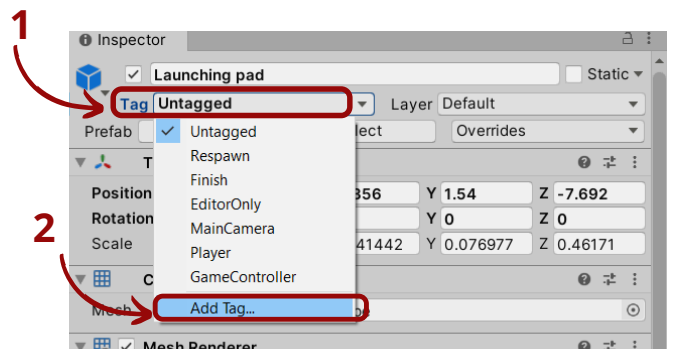 1
Inspector
Launching pad
Static
Tag Untagged
Layer Default
Prefab
lect
Overrides
Untagged
Respawn
Finish
EditorOnly
MainCamera
Player
GameController
Add Tag...
T
Position
356 Y 1.54 Z -7.692
Rotation
Y 0 Z 0
2
Scale
41442 Y 0.076977 Z 0.46171
C
Mesh
Mesh Renderer